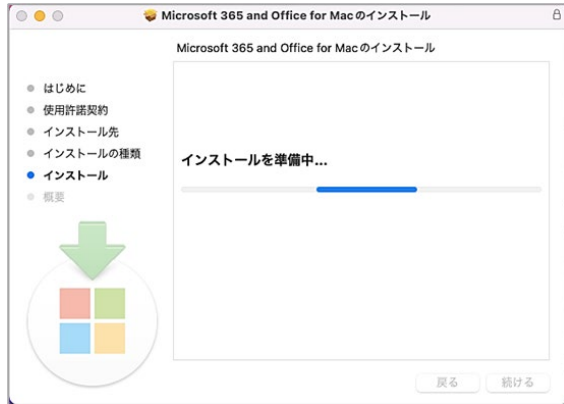 Microsoft 365 and Office for Macのインストール
Microsoft 365 and Office for Macのインストール
はじめに
使用許諾契約
インストール先
インストールの種類
インストール
概要
インストールを準備中...
戻る
続ける